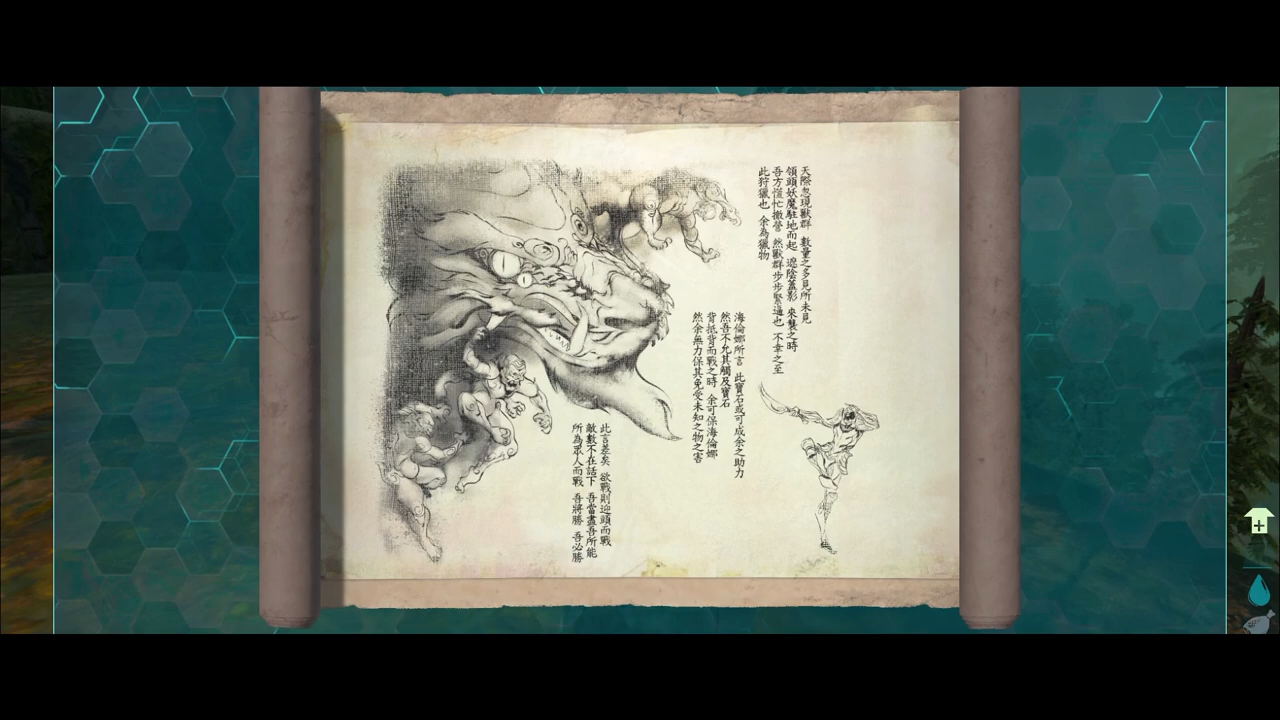 天際忽現獸群 數量之多見所未見
領頭妖魔駐地而起 遮陰蓋影 來襲之時
吾方慌忙撤營 然獸群步步緊逼也 不幸之至
此狩獵也 余為獵物
海倫娜所言 此寶石或可成余之助力
然吾不允其觸及寶石
背抵背而戰之時 余可保海倫娜
然余無力保其免受未知之物之害
此言差矣 欲戰則迎頭而戰
敵數不在話下 吾當盡吾所能
所為眾人而戰 吾將勝 吾必勝